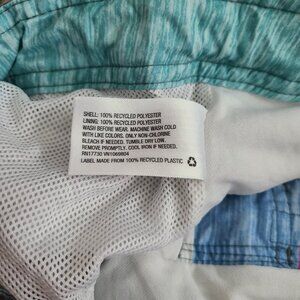 SHELL: 100% RECYCLED POLYESTER
LINING: 100% RECYCLED POLYESTER
WASH BEFORE WEAR. MACHINE WASH COLD
WITH LIKE COLORS. ONLY NON-CHLORINE
BLEACH IF NEEDED. TUMBLE DRY LOW.
REMOVE PROMPTLY. COOL IRON IF NEEDED.
RN17730 VN1069804
LABEL MADE FROM 100% RECYCLED PLASTIC